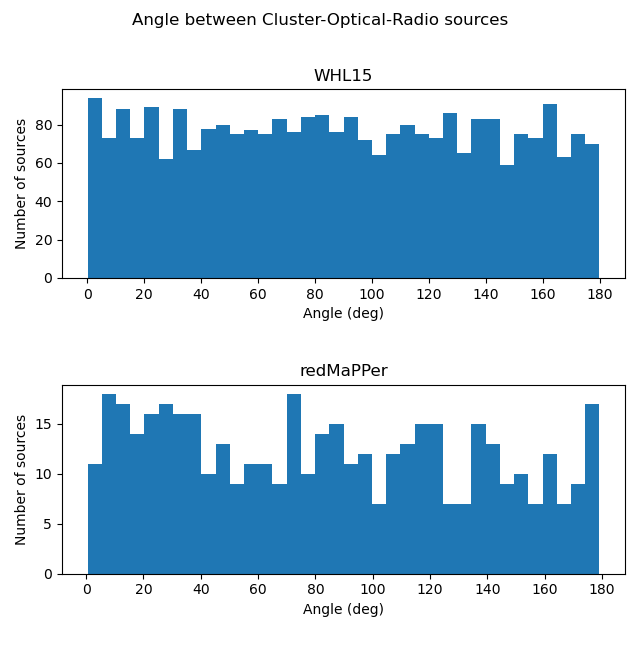 Angle between Cluster-Optical-Radio sources
WHL15
Number of sources
80
60
40
20
0
0 20 40 60 80 100 120 140 160 180
Angle (deg)
redMaPPer
Number of sources
15
10
5
0
0 20 40 60 80 100 120 140 160 180
Angle (deg)